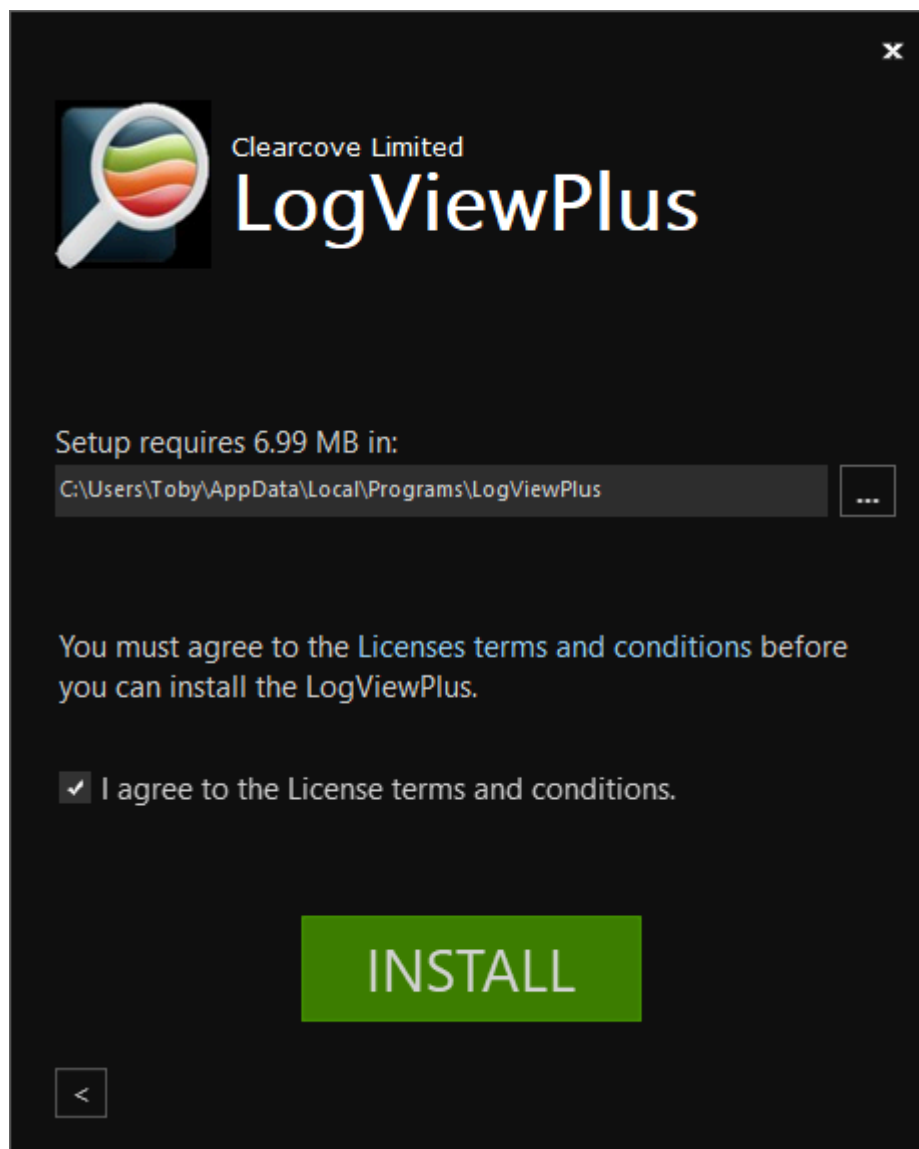 x
Clearcove Limited
LogViewPlus
Setup requires 6.99 MB in:
C:\Users\Toby\AppData\Local\Programs\LogViewPlus
...
You must agree to the Licenses terms and conditions before
you can install the LogViewPlus.
I agree to the License terms and conditions.
INSTALL
<